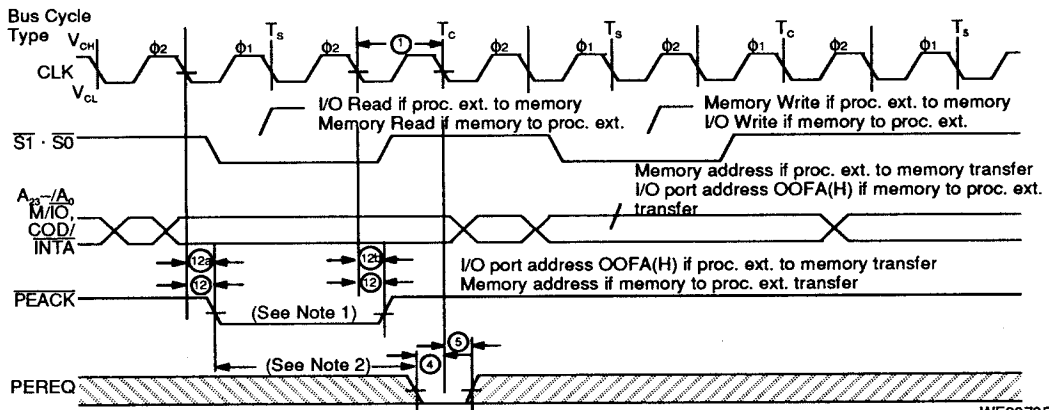 Bus Cycle
Type
V_CH
CLK
V_CL
ϕ2
ϕ1
T_s
ϕ2
①
T_c
ϕ2
T_s
ϕ1
ϕ2
ϕ1
T_c
ϕ2
ϕ1
T_s
I/O Read if proc. ext. to memory
Memory Read if memory to proc. ext.
Memory Write if proc. ext. to memory
I/O Write if memory to proc. ext.
S1 · S0
Memory address if proc. ext. to memory transfer
I/O port address OOFA(H) if memory to proc. ext.
transfer
A23–/A0
M/IO,
COD/
INTA
12a
12b
I/O port address OOFA(H) if proc. ext. to memory transfer
Memory address if memory to proc. ext. transfer
12
12
PEACK
(See Note 1)
⑤
(See Note 2)
④
PEREQ